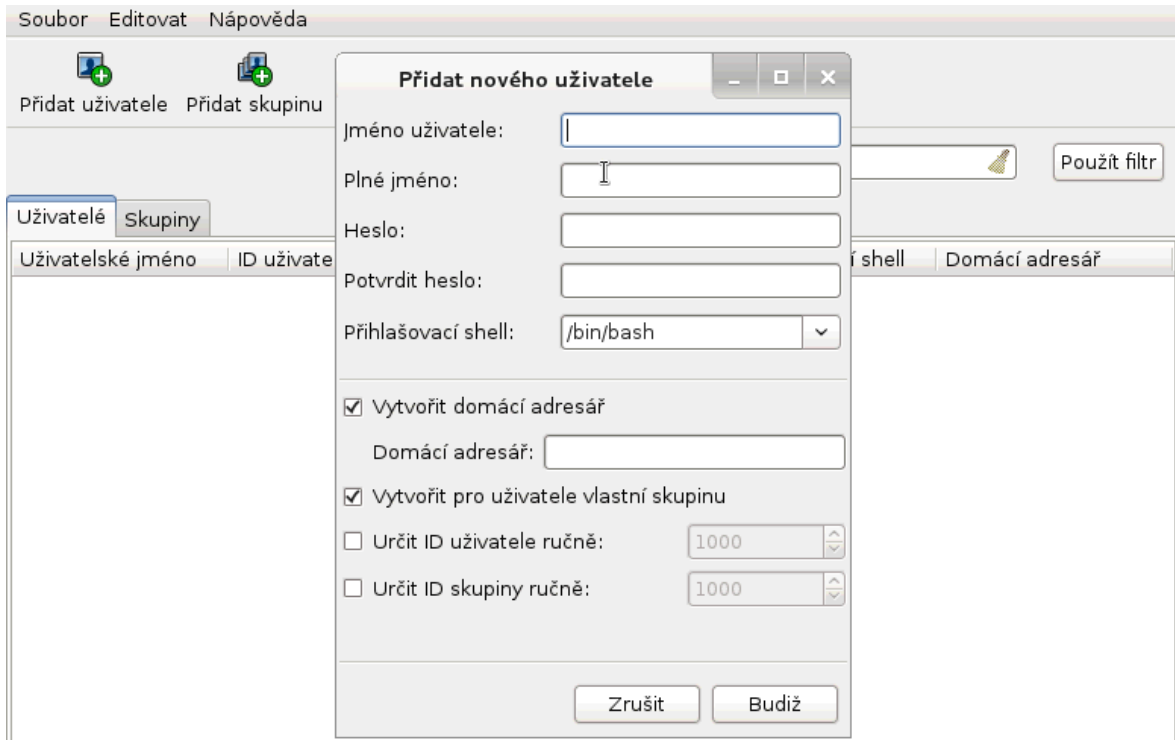 Soubor Editovat Nápověda
Přidat uživatele Přidat skupinu
Použít filtr
Uživatelé Skupiny
Uživatelské jméno ID uživate
í shell Domácí adresář
Přidat nového uživatele
Jméno uživatele:
Plné jméno:
Heslo:
Potvrdit heslo:
Přihlašovací shell: /bin/bash
Vytvořit domácí adresář
Domácí adresář:
Vytvořit pro uživatele vlastní skupinu
Určit ID uživatele ručně: 1000
Určit ID skupiny ručně: 1000
Zrušit Budiž